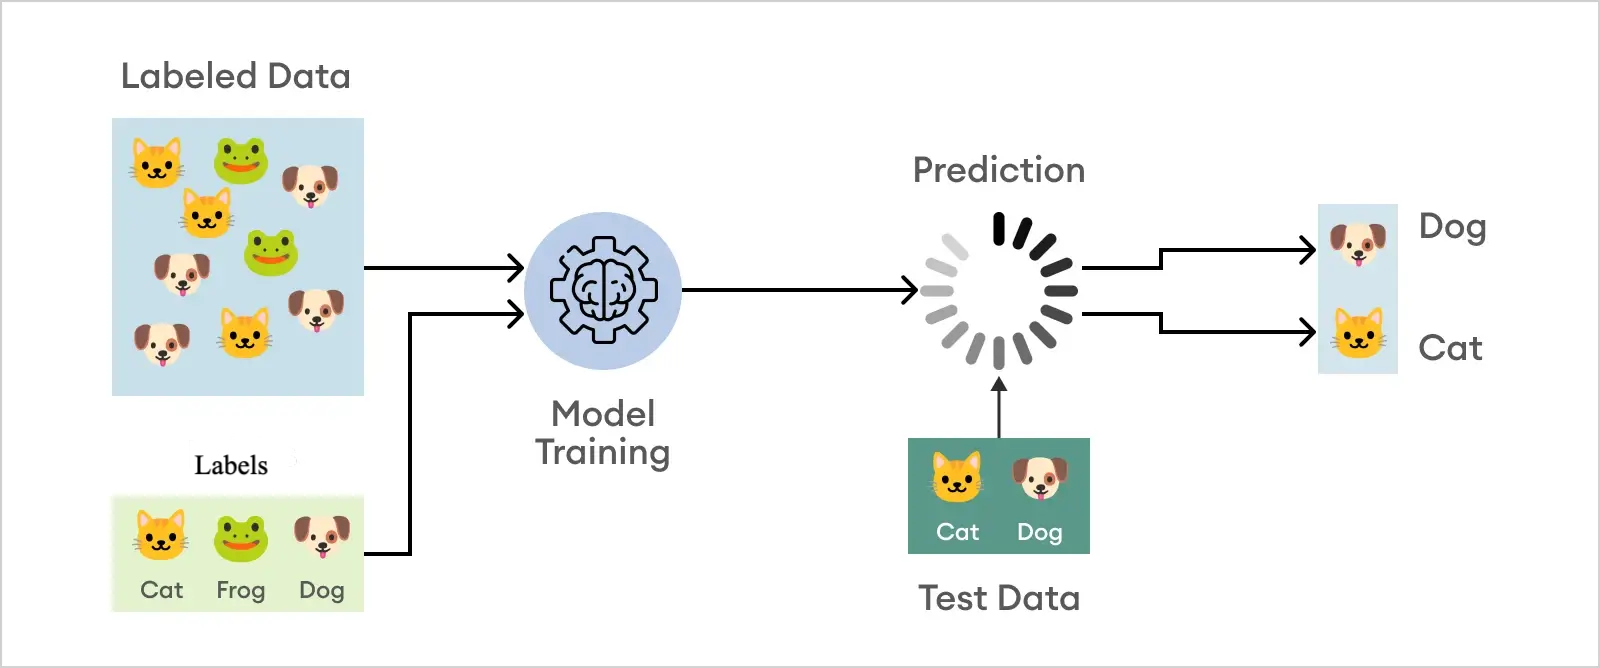 Labeled Data
Labels
Cat Frog Dog
Model
Training
Prediction
Cat Dog
Test Data
Dog
Cat